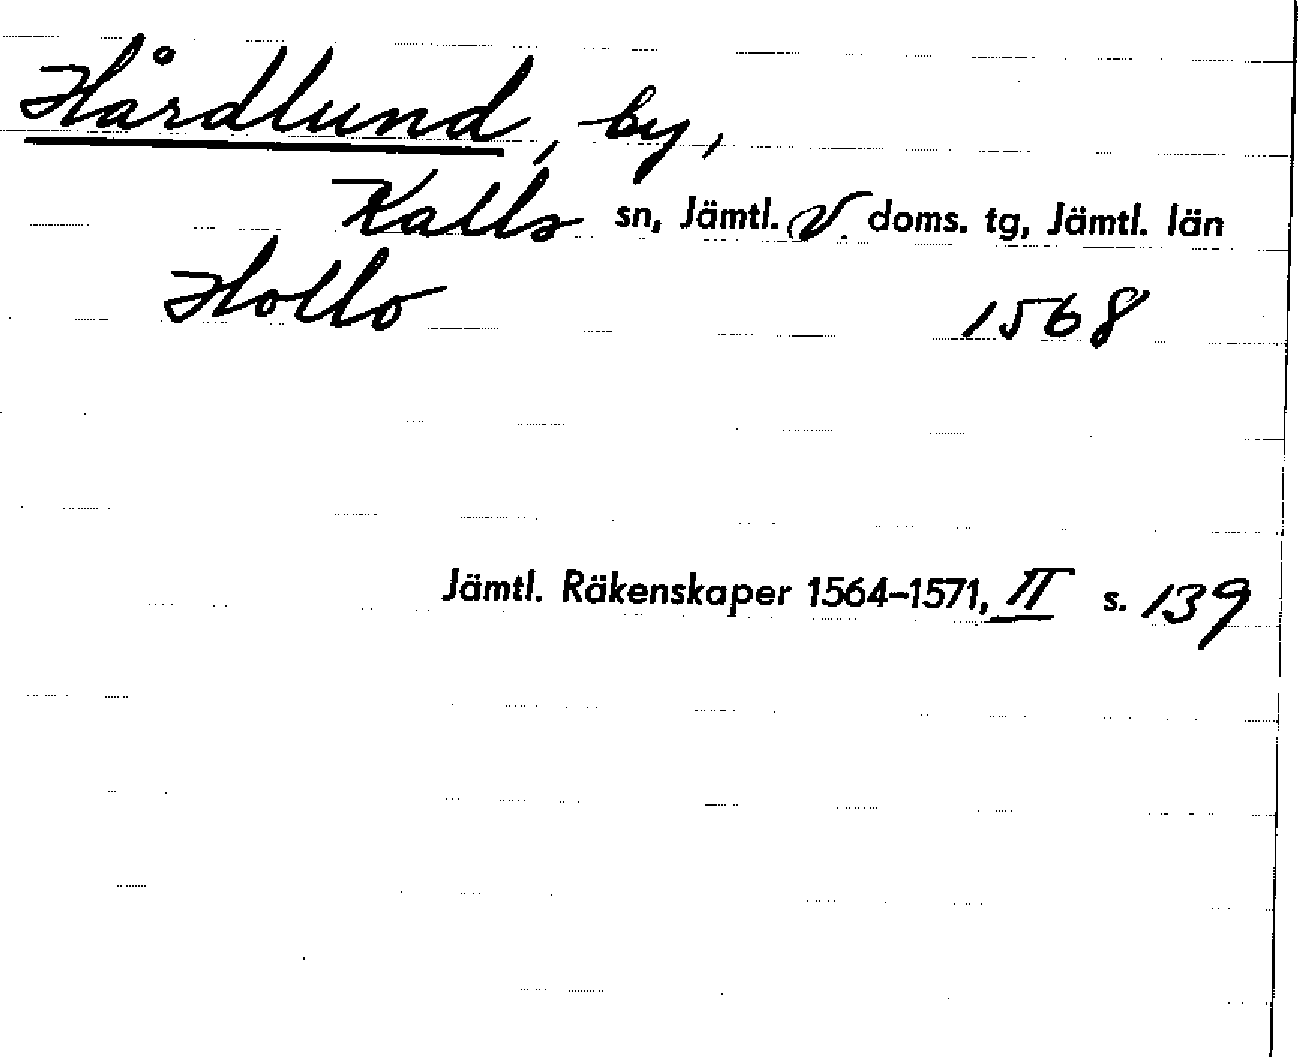 Hårdlund, by,
Kalls sn, Jämtl. v. doms. tg, Jämtl. län
Hollo 1568
Jämtl. Räkenskaper 1564–1571, II s. 139